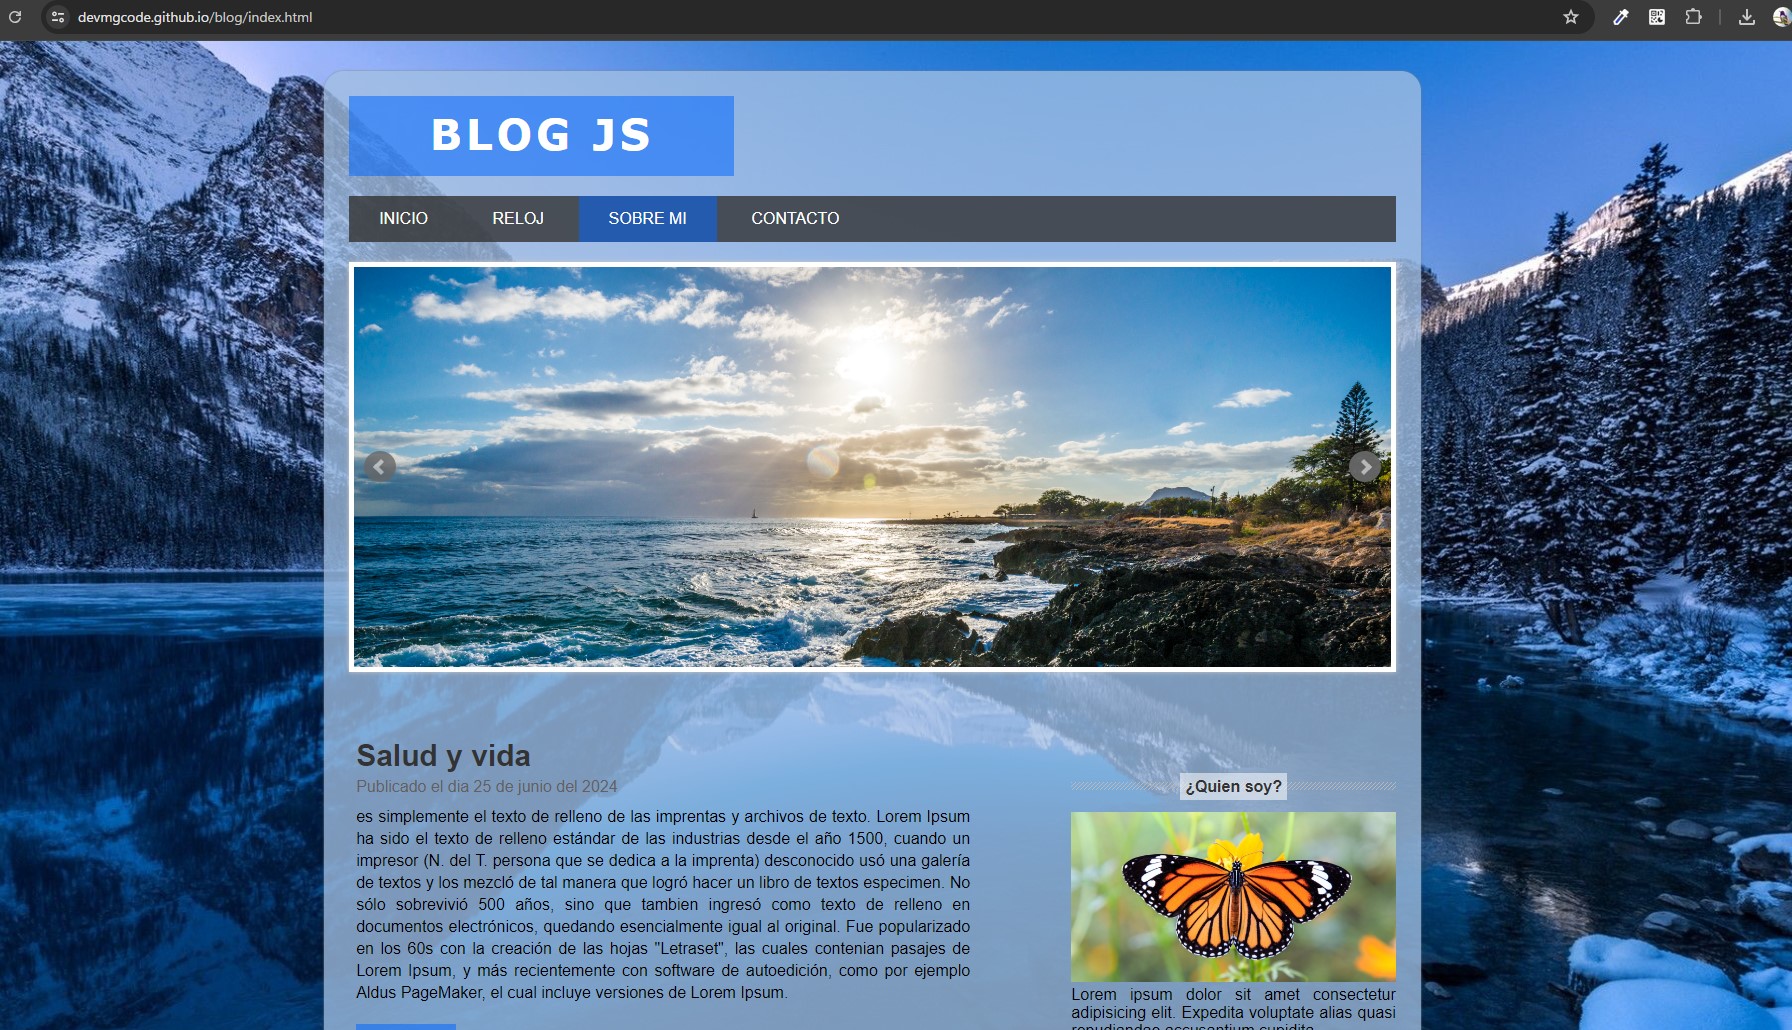 devmgcode.github.io/blog/index.html
BLOG JS
INICIO RELOJ SOBRE MI CONTACTO
Salud y vida
Publicado el dia 25 de junio del 2024
es simplemente el texto de relleno de las imprentas y archivos de texto. Lorem Ipsum
ha sido el texto de relleno estándar de las industrias desde el año 1500, cuando un
impresor (N. del T. persona que se dedica a la imprenta) desconocido usó una galería
de textos y los mezcló de tal manera que logró hacer un libro de textos especimen. No
sólo sobrevivió 500 años, sino que tambien ingresó como texto de relleno en
documentos electrónicos, quedando esencialmente igual al original. Fue popularizado
en los 60s con la creación de las hojas "Letraset", las cuales contenian pasajes de
Lorem Ipsum, y más recientemente con software de autoedición, como por ejemplo
Aldus PageMaker, el cual incluye versiones de Lorem Ipsum.
¿Quien soy?
Lorem ipsum dolor sit amet consectetur
adipisicing elit. Expedita voluptate alias quasi
repudiandae accusantium cupidita